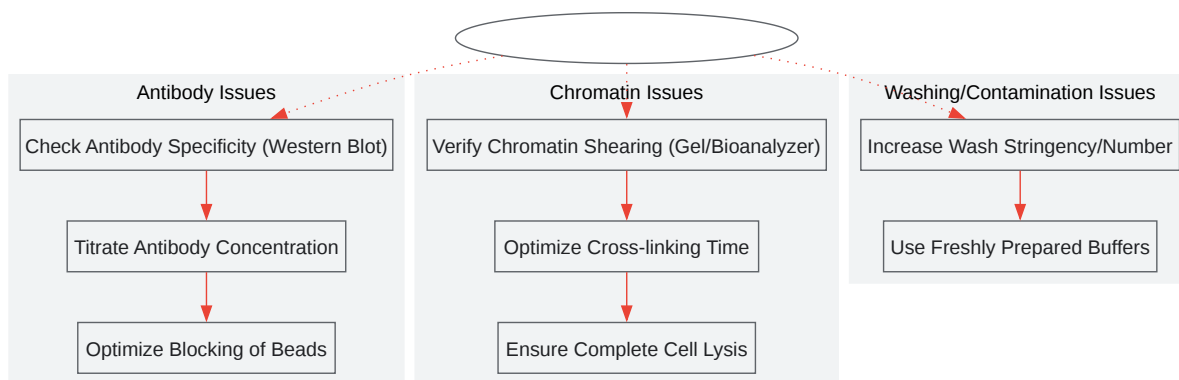 Antibody Issues
Check Antibody Specificity (Western Blot)
Titrate Antibody Concentration
Optimize Blocking of Beads
Chromatin Issues
Verify Chromatin Shearing (Gel/Bioanalyzer)
Optimize Cross-linking Time
Ensure Complete Cell Lysis
Washing/Contamination Issues
Increase Wash Stringency/Number
Use Freshly Prepared Buffers